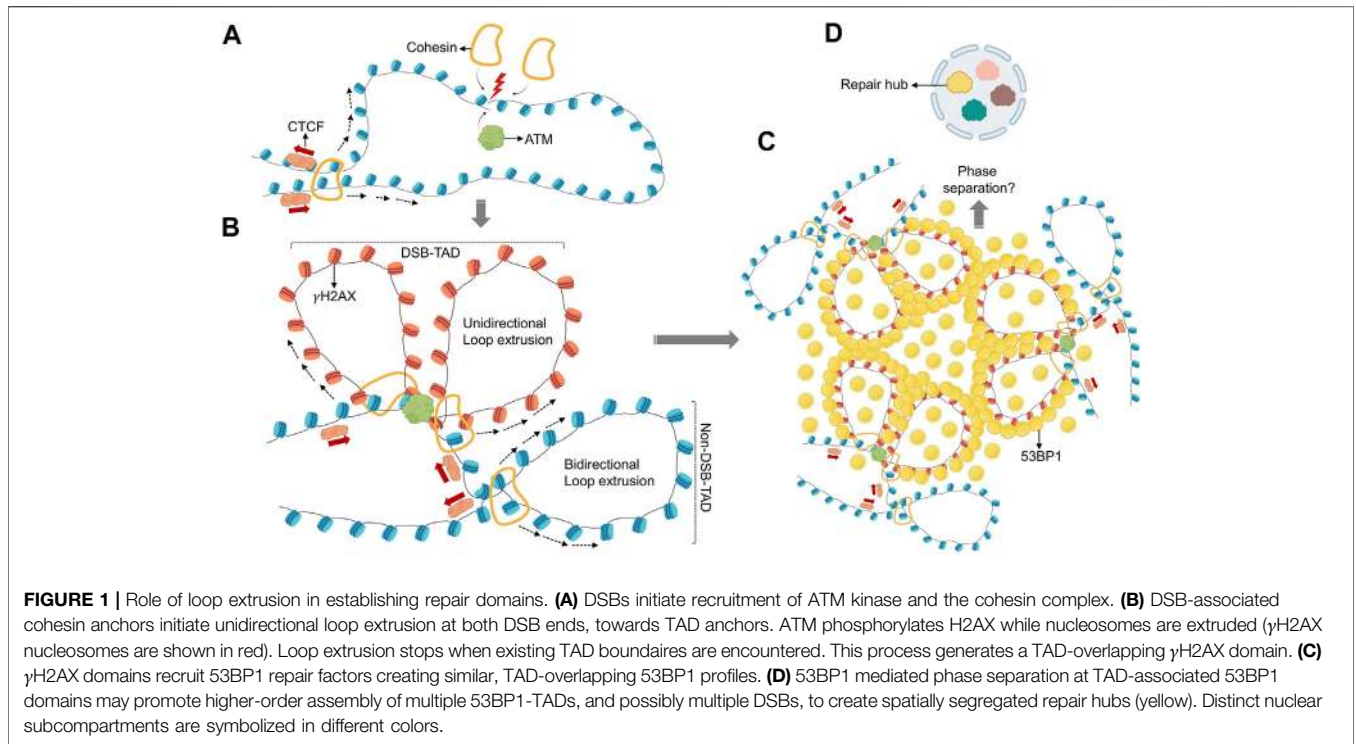 A
Cohesin
CTCF
ATM
B
DSB-TAD
γH2AX
Unidirectional
Loop extrusion
Bidirectional
Loop extrusion
Non-DSB-TAD
D
Repair hub
C
Phase
separation?
53BP1
FIGURE 1 | Role of loop extrusion in establishing repair domains. (A) DSBs initiate recruitment of ATM kinase and the cohesin complex. (B) DSB-associated
cohesin anchors initiate unidirectional loop extrusion at both DSB ends, towards TAD anchors. ATM phosphorylates H2AX while nucleosomes are extruded (γH2AX
nucleosomes are shown in red). Loop extrusion stops when existing TAD boundaires are encountered. This process generates a TAD-overlapping γH2AX domain. (C)
γH2AX domains recruit 53BP1 repair factors creating similar, TAD-overlapping 53BP1 profiles. (D) 53BP1 mediated phase separation at TAD-associated 53BP1
domains may promote higher-order assembly of multiple 53BP1-TADs, and possibly multiple DSBs, to create spatially segregated repair hubs (yellow). Distinct nuclear
subcompartments are symbolized in different colors.